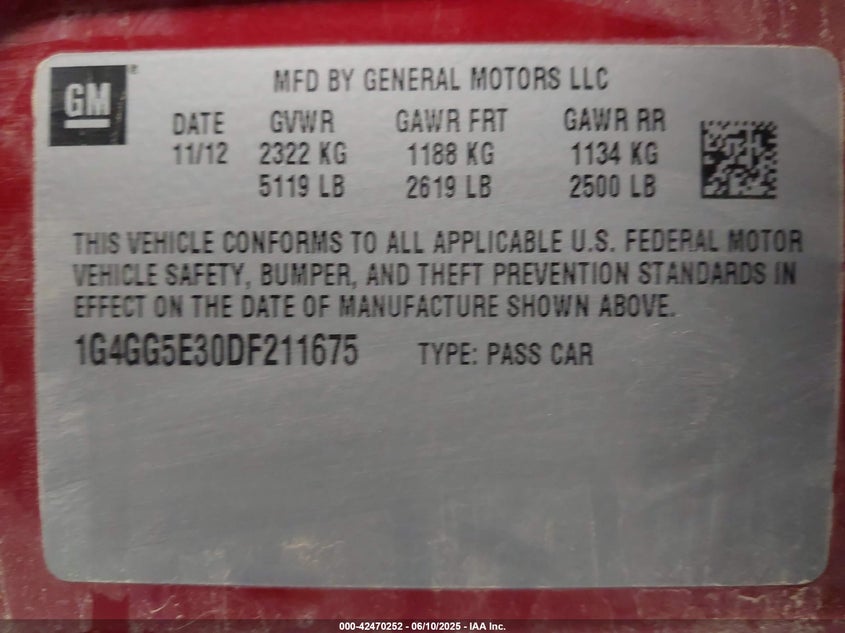 GM ®
MFD BY GENERAL MOTORS LLC
DATE GVWR GAWR FRT GAWR RR
11/12 2322 KG 1188 KG 1134 KG
5119 LB 2619 LB 2500 LB
THIS VEHICLE CONFORMS TO ALL APPLICABLE U.S. FEDERAL MOTOR
VEHICLE SAFETY, BUMPER, AND THEFT PREVENTION STANDARDS IN
EFFECT ON THE DATE OF MANUFACTURE SHOWN ABOVE.
1G4GG5E30DF211675 TYPE: PASS CAR
000-42470252 - 06/10/2025 - IAA Inc.